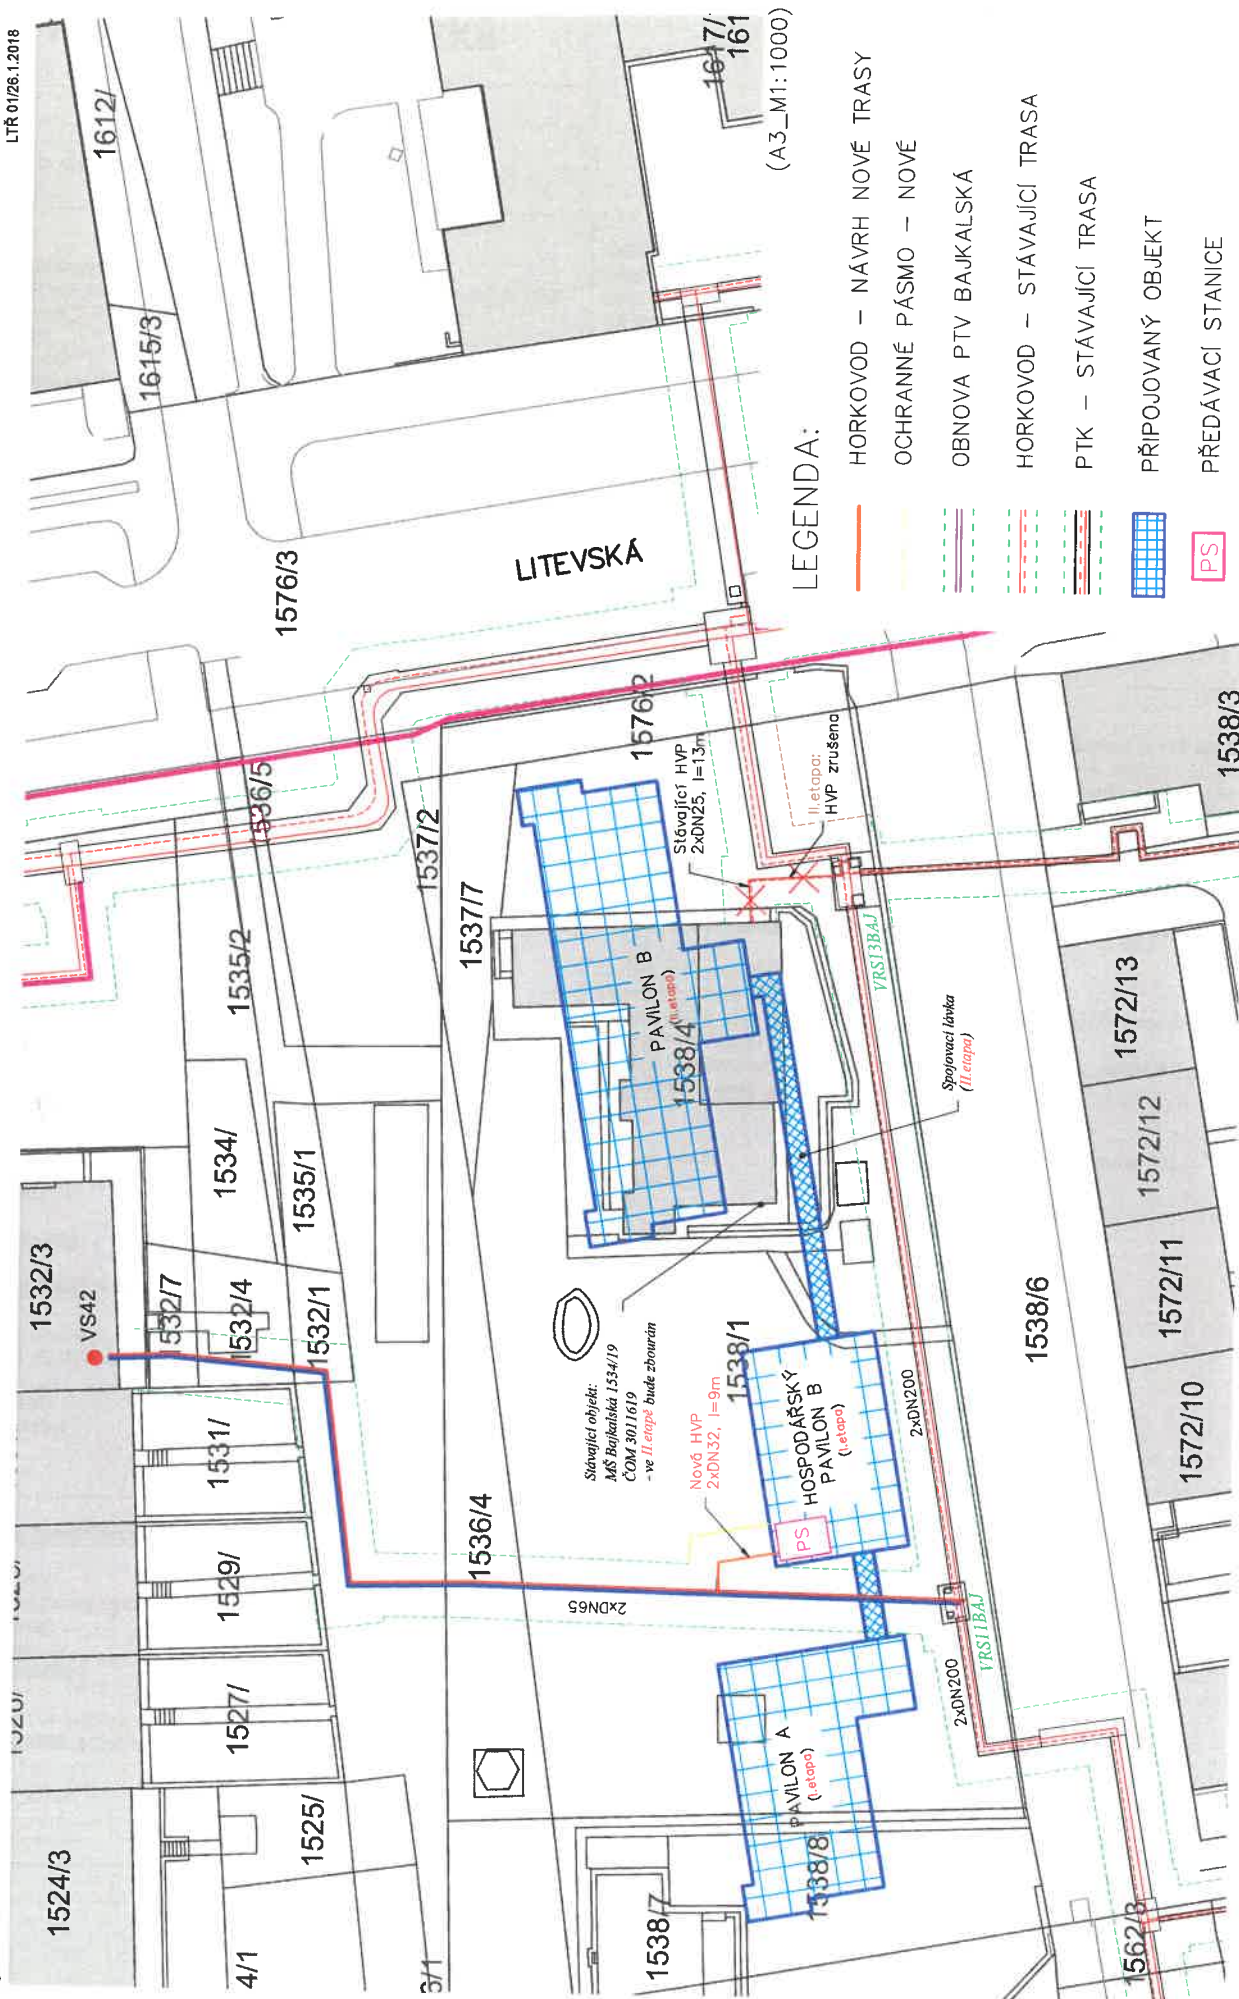 LTŘ 01/26.1.2018
1612/
1615/3
1617/
161
(A3_M1:1000)
1576/3
LITEVSKÁ
LEGENDA:
HORKOVOD – NÁVRH NOVÉ TRASY
OCHRANNÉ PÁSMO – NOVÉ
OBNOVA PTV BAJKALSKÁ
HORKOVOD – STÁVAJÍCÍ TRASA
PTK – STÁVAJÍCÍ TRASA
PŘIPOJOVANÝ OBJEKT
PS
PŘEDÁVACÍ STANICE
1536/5
1576/2
1537/2
1537/7
1535/2
1534/
1535/1
1532/3
VS42
1532/7
1532/4
1532/1
1531/
1529/
1527/
1525/
1524/3
4/1
1536/4
Stávající HVP
2xDN25, l=13m
II.etapa:
HVP zrušena
PAVILON B
(II.etapa)
1538/4
VRS13BAJ
Spojovací lávka
(II.etapa)
Stávající objekt:
MŠ Bajkalská 1534/19
ČOM 3011619
- ve II.etapě bude zbourán
Nová HVP
2xDN32, l=9m
1538/1
HOSPODÁŘSKÝ
PAVILON B
(I.etapa)
PS
2xDN200
2xDN65
VRS11BAJ
2xDN200
PAVILON A
(I.etapa)
1538/8
1538/7
1562/3
1538/6
1538/3
1572/13
1572/12
1572/11
1572/10